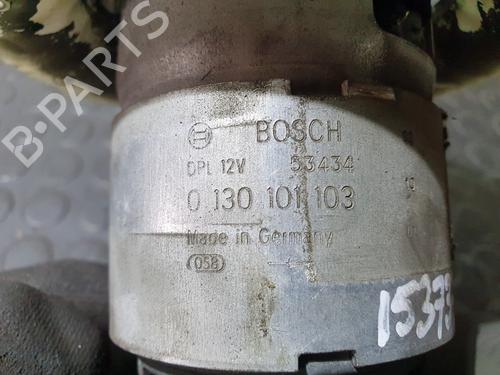 BOSCH
DPL 12V 53434
0 130 101 103
Made in Germany
058
15373
B-PARTS